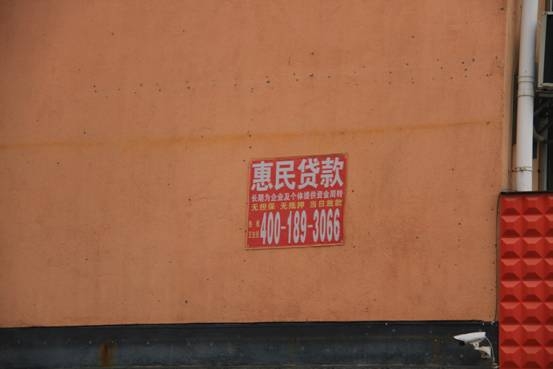 惠民贷款
长期为企业及个体提供资金周转
无担保 无抵押 当日放款
400-189-3066